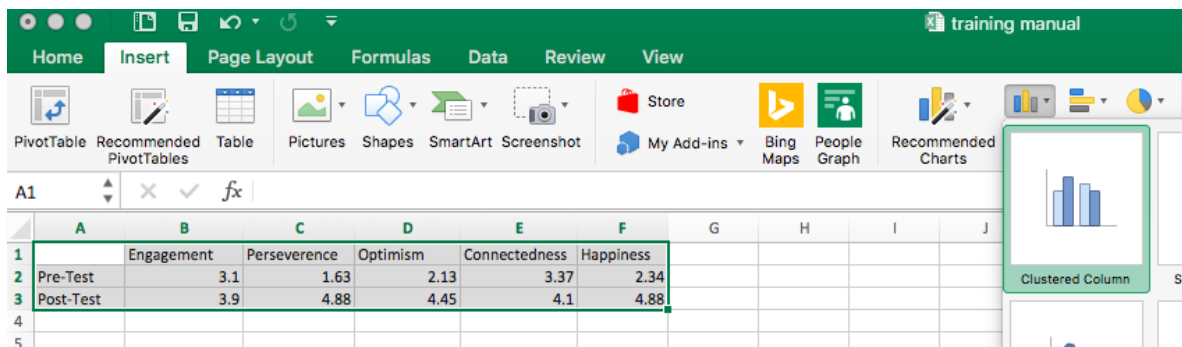 training manual
Home Insert Page Layout Formulas Data Review View
PivotTable Recommended PivotTables Table Pictures Shapes SmartArt Screenshot Store My Add-ins Bing Maps People Graph Recommended Charts
A1 fx
A B C D E F G H I J
1 Engagement Perseverence Optimism Connectedness Happiness
2 Pre-Test 3.1 1.63 2.13 3.37 2.34
3 Post-Test 3.9 4.88 4.45 4.1 4.88
4
5
Clustered Column S